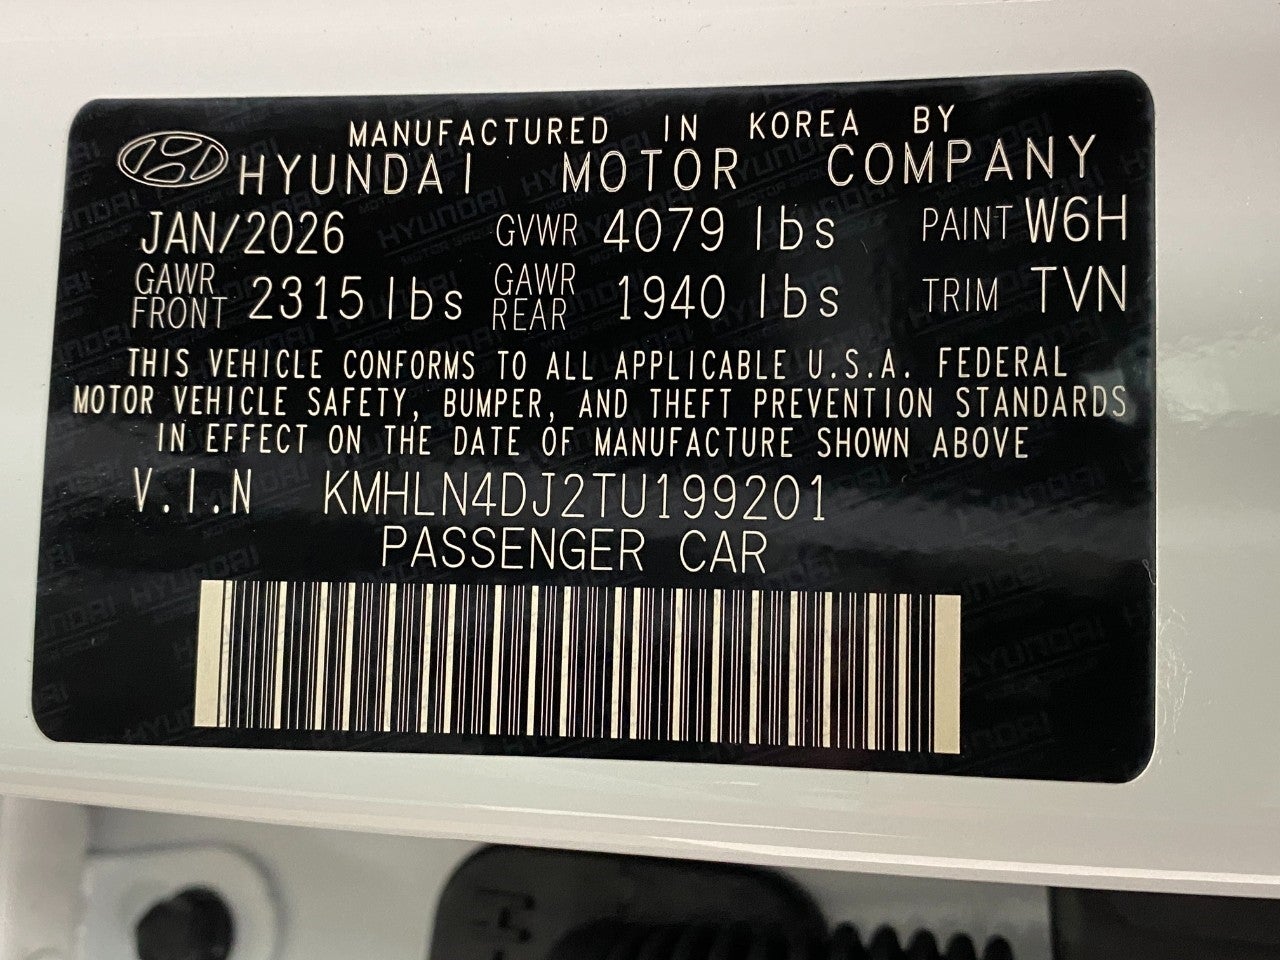 MANUFACTURED IN KOREA BY
HYUNDAI MOTOR COMPANY
JAN/2026 GVWR 4079 lbs PAINT W6H
GAWR FRONT 2315 lbs GAWR REAR 1940 lbs TRIM TVN
THIS VEHICLE CONFORMS TO ALL APPLICABLE U.S.A. FEDERAL
MOTOR VEHICLE SAFETY, BUMPER, AND THEFT PREVENTION STANDARDS
IN EFFECT ON THE DATE OF MANUFACTURE SHOWN ABOVE
V.I.N KMHLN4DJ2TU199201
PASSENGER CAR